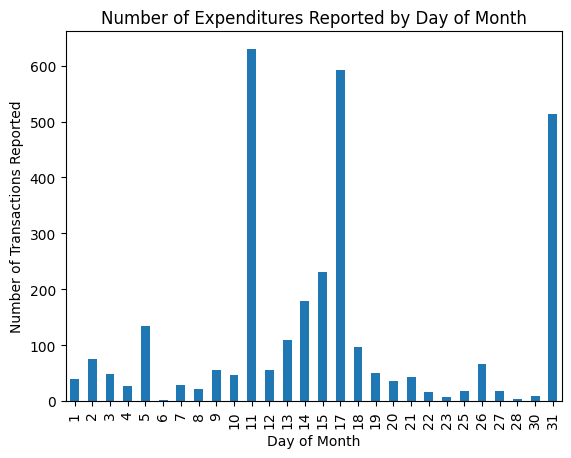 Number of Expenditures Reported by Day of Month
Number of Transactions Reported
600
500
400
300
200
100
0
1 2 3 4 5 6 7 8 9 10 11 12 13 14 15 17 18 19 20 21 22 23 25 26 27 28 30 31
Day of Month